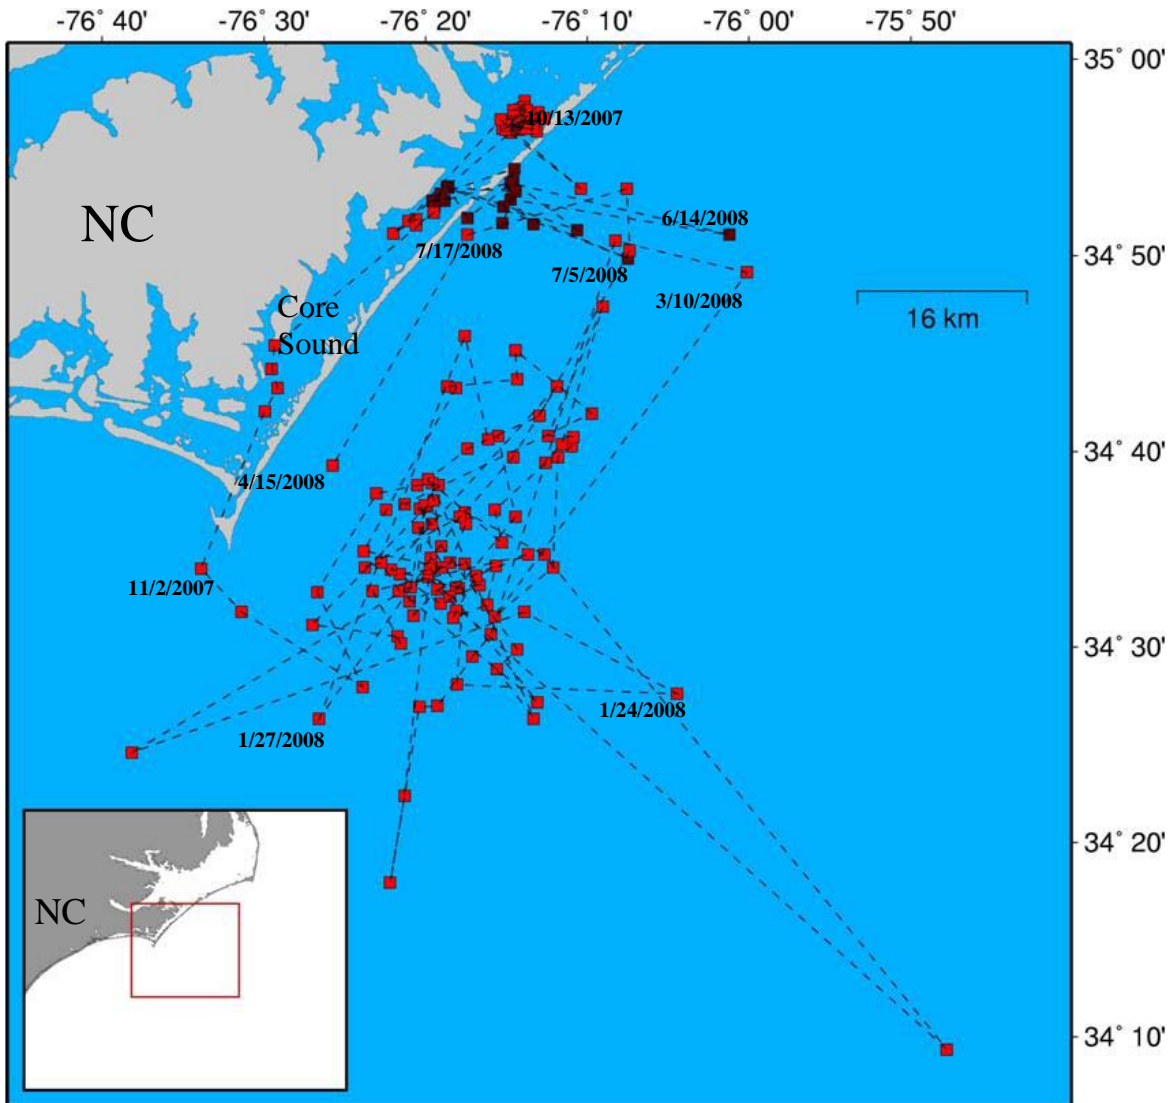 -76° 40' -76° 30' -76° 20' -76° 10' -76° 00' -75° 50'
35° 00'
10/13/2007
NC
6/14/2008
7/17/2008
34° 50'
7/5/2008
3/10/2008
Core
Sound
16 km
34° 40'
4/15/2008
11/2/2007
34° 30'
1/24/2008
1/27/2008
34° 20'
NC
34° 10'